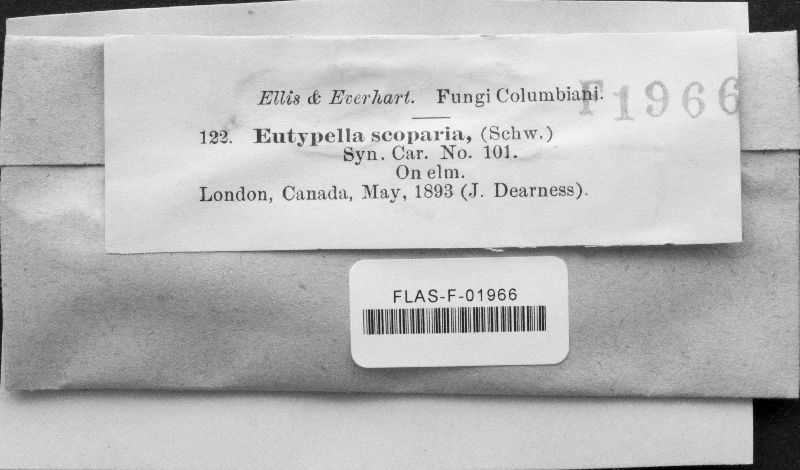 Ellis & Everhart. Fungi Columbiani.
F1966
122. Eutypella scoparia, (Schw.)
Syn. Car. No. 101.
On elm.
London, Canada, May, 1893 (J. Dearness).
FLAS-F-01966